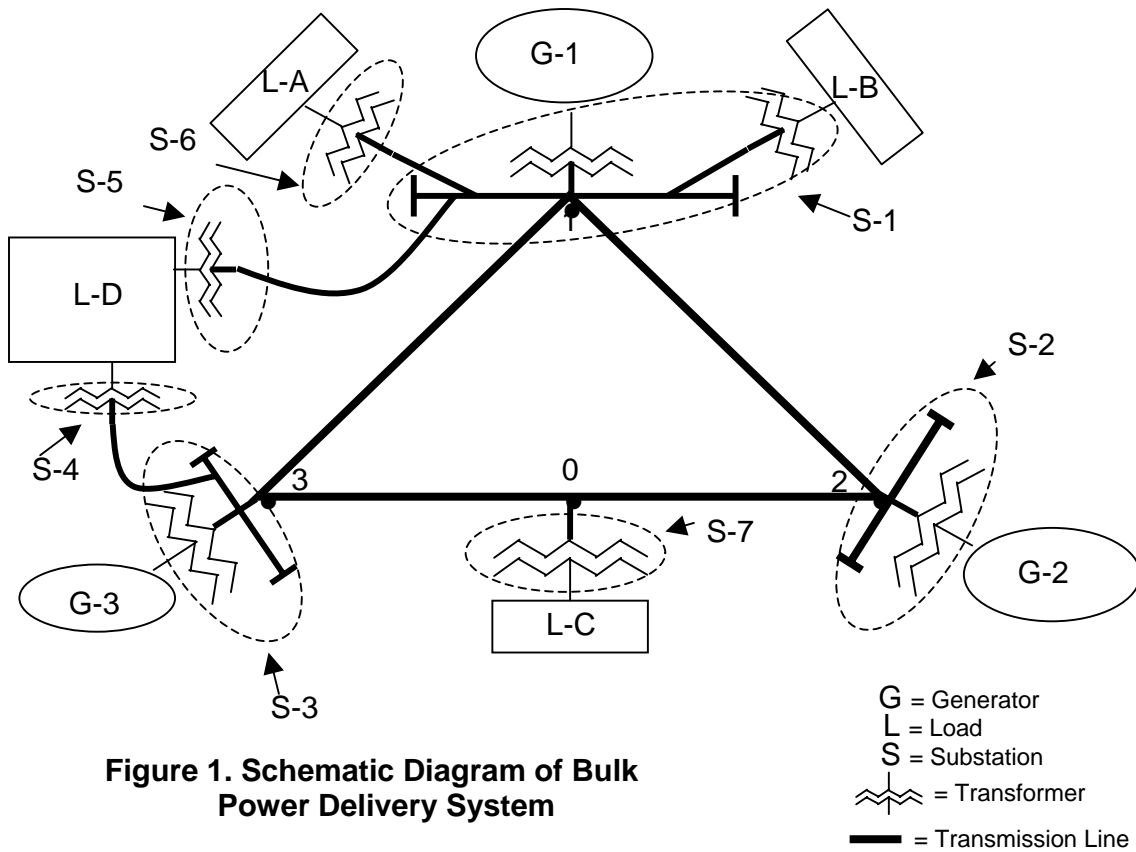 G-1
L-A
L-B
S-6
S-5
S-1
1
L-D
S-2
S-4
3
0
2
S-7
G-3
L-C
G-2
S-3
G = Generator
L = Load
S = Substation
= Transformer
= Transmission Line
Figure 1. Schematic Diagram of Bulk
Power Delivery System